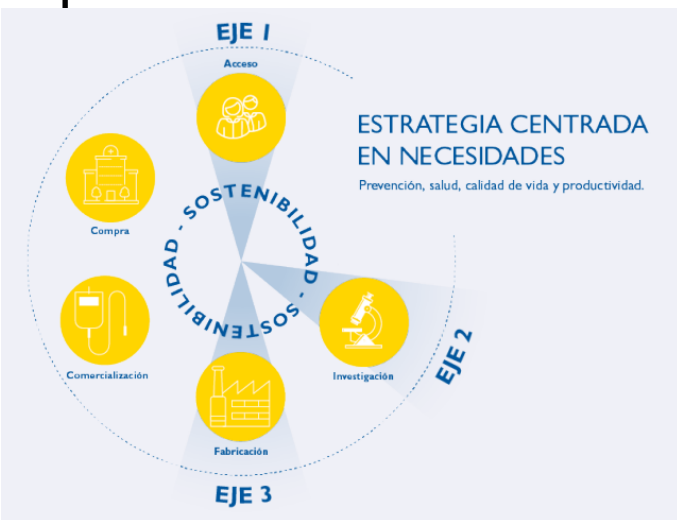 EJE 1
Acceso
ESTRATEGIA CENTRADA
EN NECESIDADES
Prevención, salud, calidad de vida y productividad.
Compra
SOSTENIBILIDAD - SOSTENIBILIDAD -
Comercialización
Investigación
EJE 2
Fabricación
EJE 3